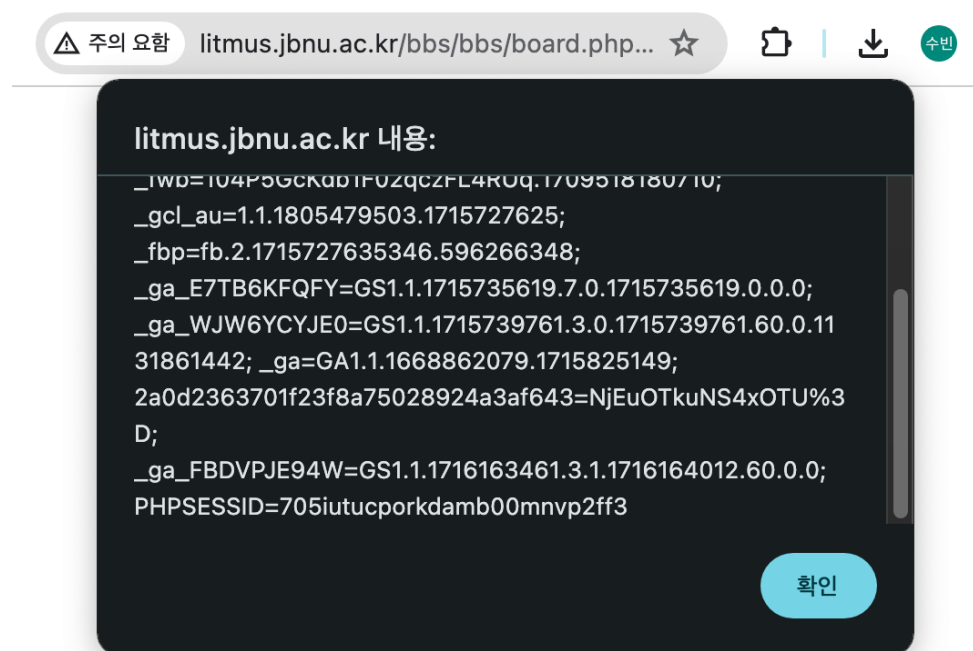 주의 요함 litmus.jbnu.ac.kr/bbs/bbs/board.php... 수빈
litmus.jbnu.ac.kr 내용:
_fwb=104P5GcKdb1F02qczFL4RUq.1709518180710;
_gcl_au=1.1.1805479503.1715727625;
_fbp=fb.2.1715727635346.596266348;
_ga_E7TB6KFQFY=GS1.1.1715735619.7.0.1715735619.0.0.0;
_ga_WJW6YCYJE0=GS1.1.1715739761.3.0.1715739761.60.0.11
31861442; _ga=GA1.1.1668862079.1715825149;
2a0d2363701f23f8a75028924a3af643=NjEuOTkuNS4xOTU%3
D;
_ga_FBDVPJE94W=GS1.1.1716163461.3.1.1716164012.60.0.0;
PHPSESSID=705iutucporkdamb00mnvp2ff3
확인